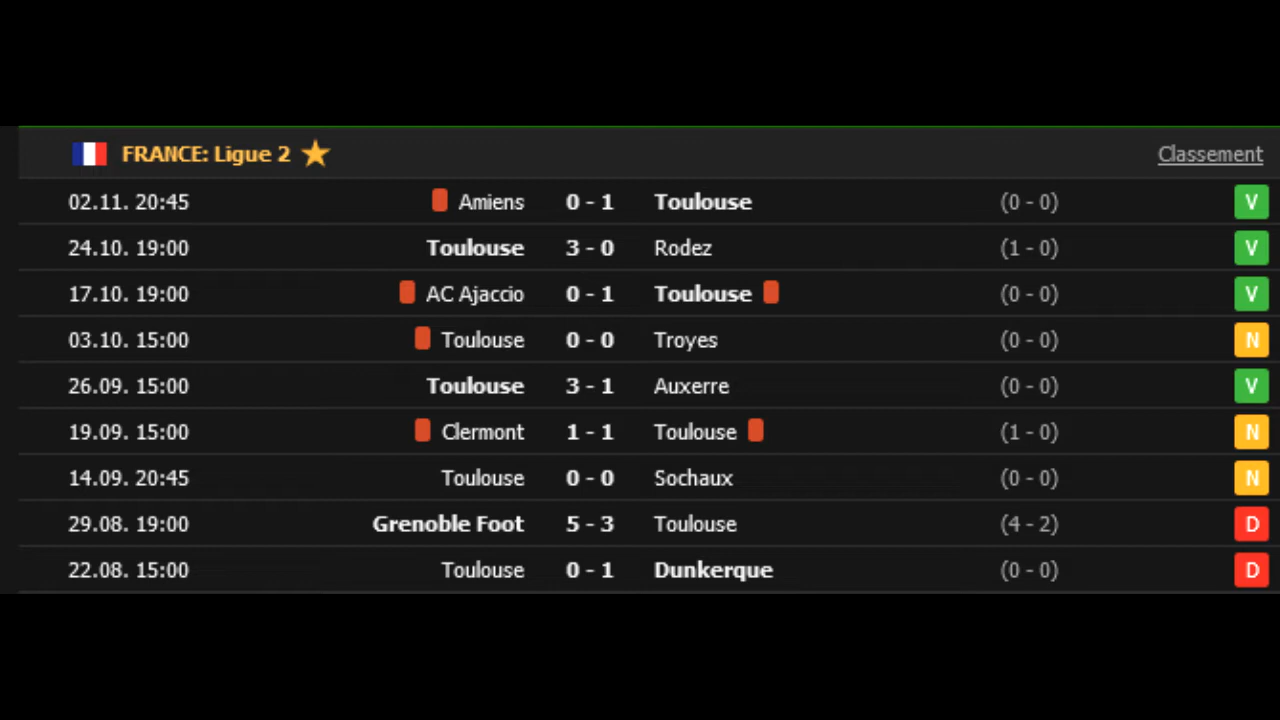 FRANCE: Ligue 2 Classement
02.11. 20:45 Amiens 0 - 1 Toulouse (0 - 0) V
24.10. 19:00 Toulouse 3 - 0 Rodez (1 - 0) V
17.10. 19:00 AC Ajaccio 0 - 1 Toulouse (0 - 0) V
03.10. 15:00 Toulouse 0 - 0 Troyes (0 - 0) N
26.09. 15:00 Toulouse 3 - 1 Auxerre (0 - 0) V
19.09. 15:00 Clermont 1 - 1 Toulouse (1 - 0) N
14.09. 20:45 Toulouse 0 - 0 Sochaux (0 - 0) N
29.08. 19:00 Grenoble Foot 5 - 3 Toulouse (4 - 2) D
22.08. 15:00 Toulouse 0 - 1 Dunkerque (0 - 0) D